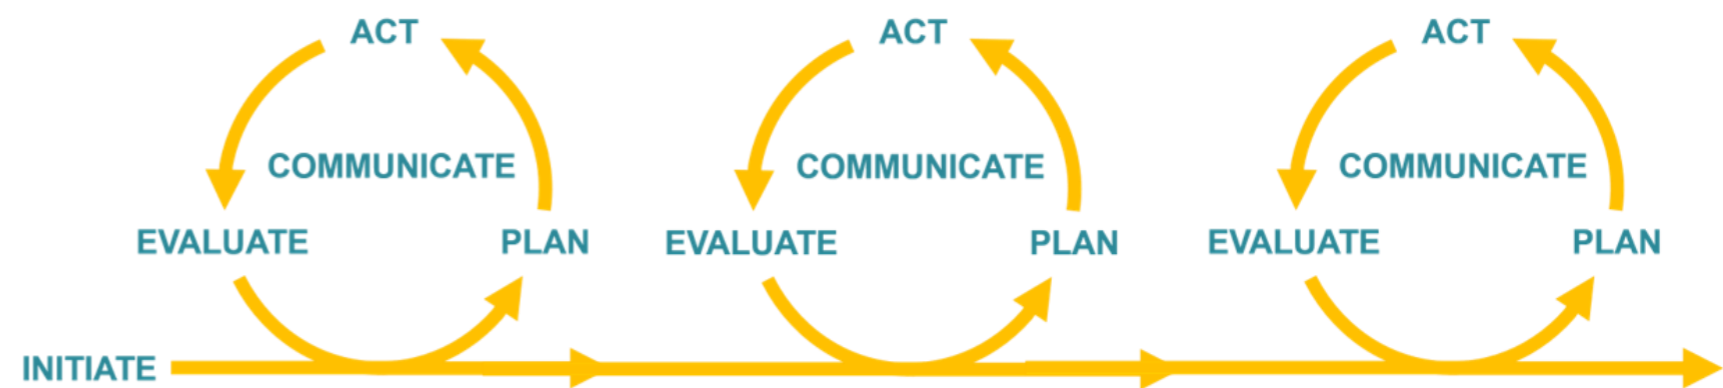 ACT ACT ACT
COMMUNICATE COMMUNICATE COMMUNICATE
EVALUATE PLAN EVALUATE PLAN EVALUATE PLAN
INITIATE